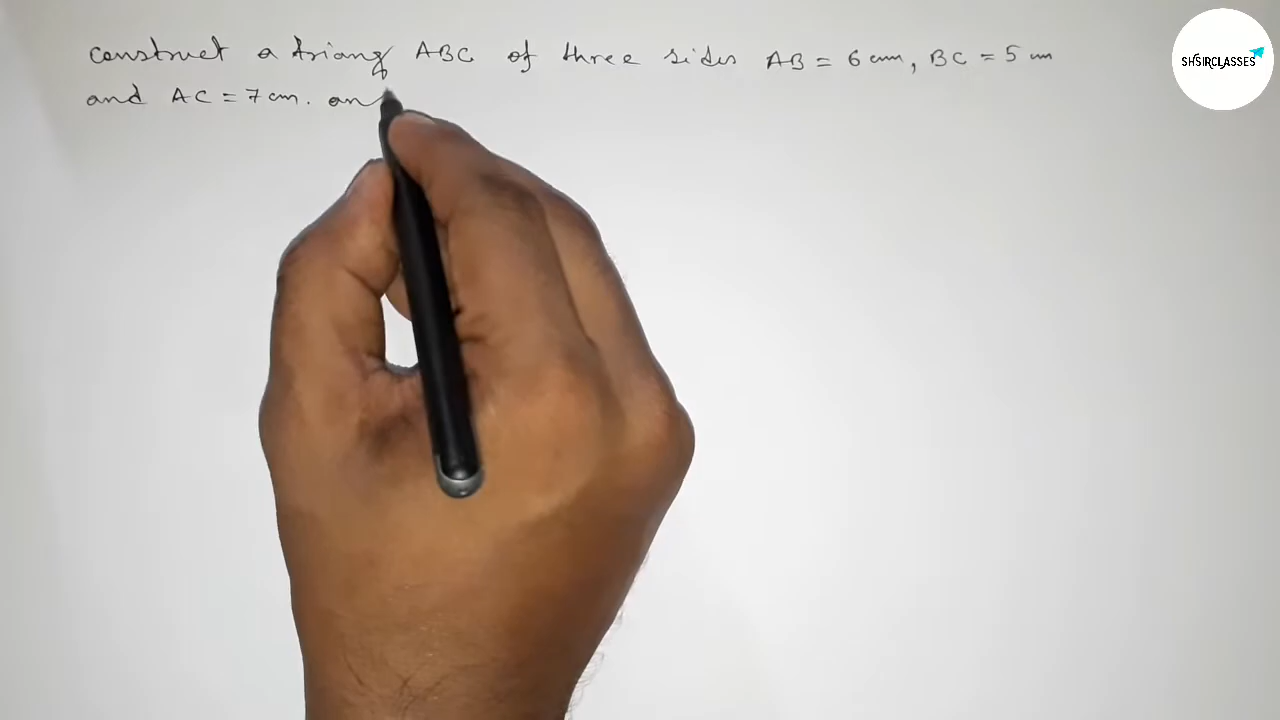 construct a triang ABC of three sides AB = 6 cm, BC = 5 cm
and AC = 7 cm. an
SHSIRCLASSES